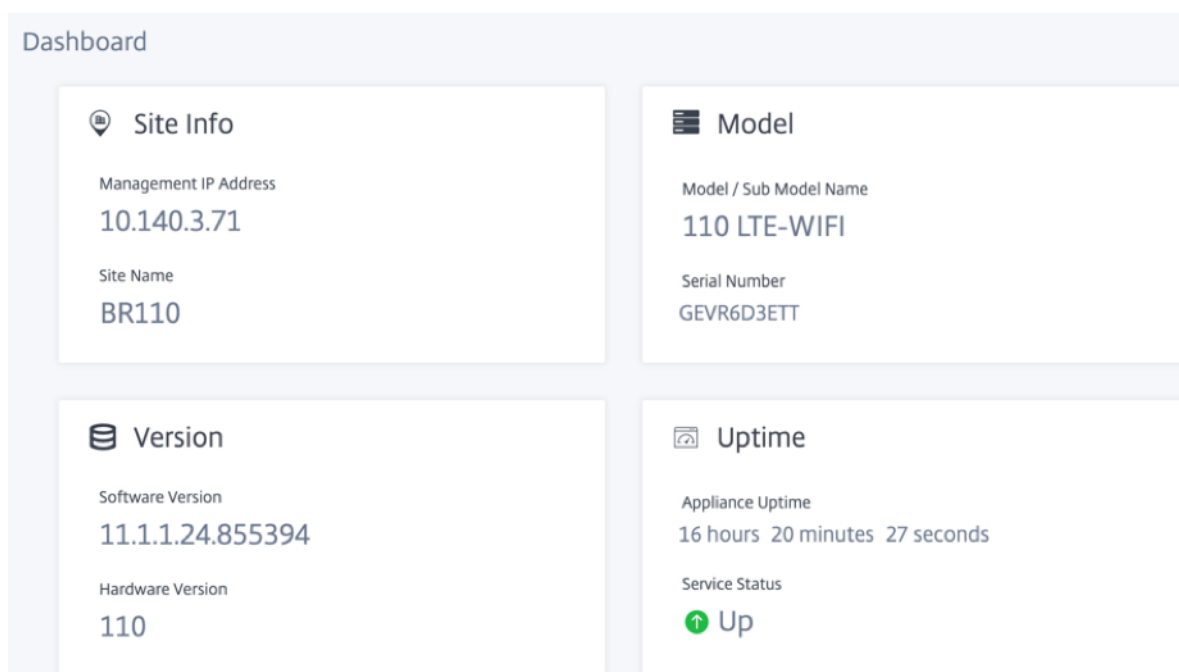 Dashboard
Site Info
Management IP Address
10.140.3.71
Site Name
BR110
Model
Model / Sub Model Name
110 LTE-WIFI
Serial Number
GEVR6D3ETT
Version
Software Version
11.1.1.24.855394
Hardware Version
110
Uptime
Appliance Uptime
16 hours 20 minutes 27 seconds
Service Status
Up